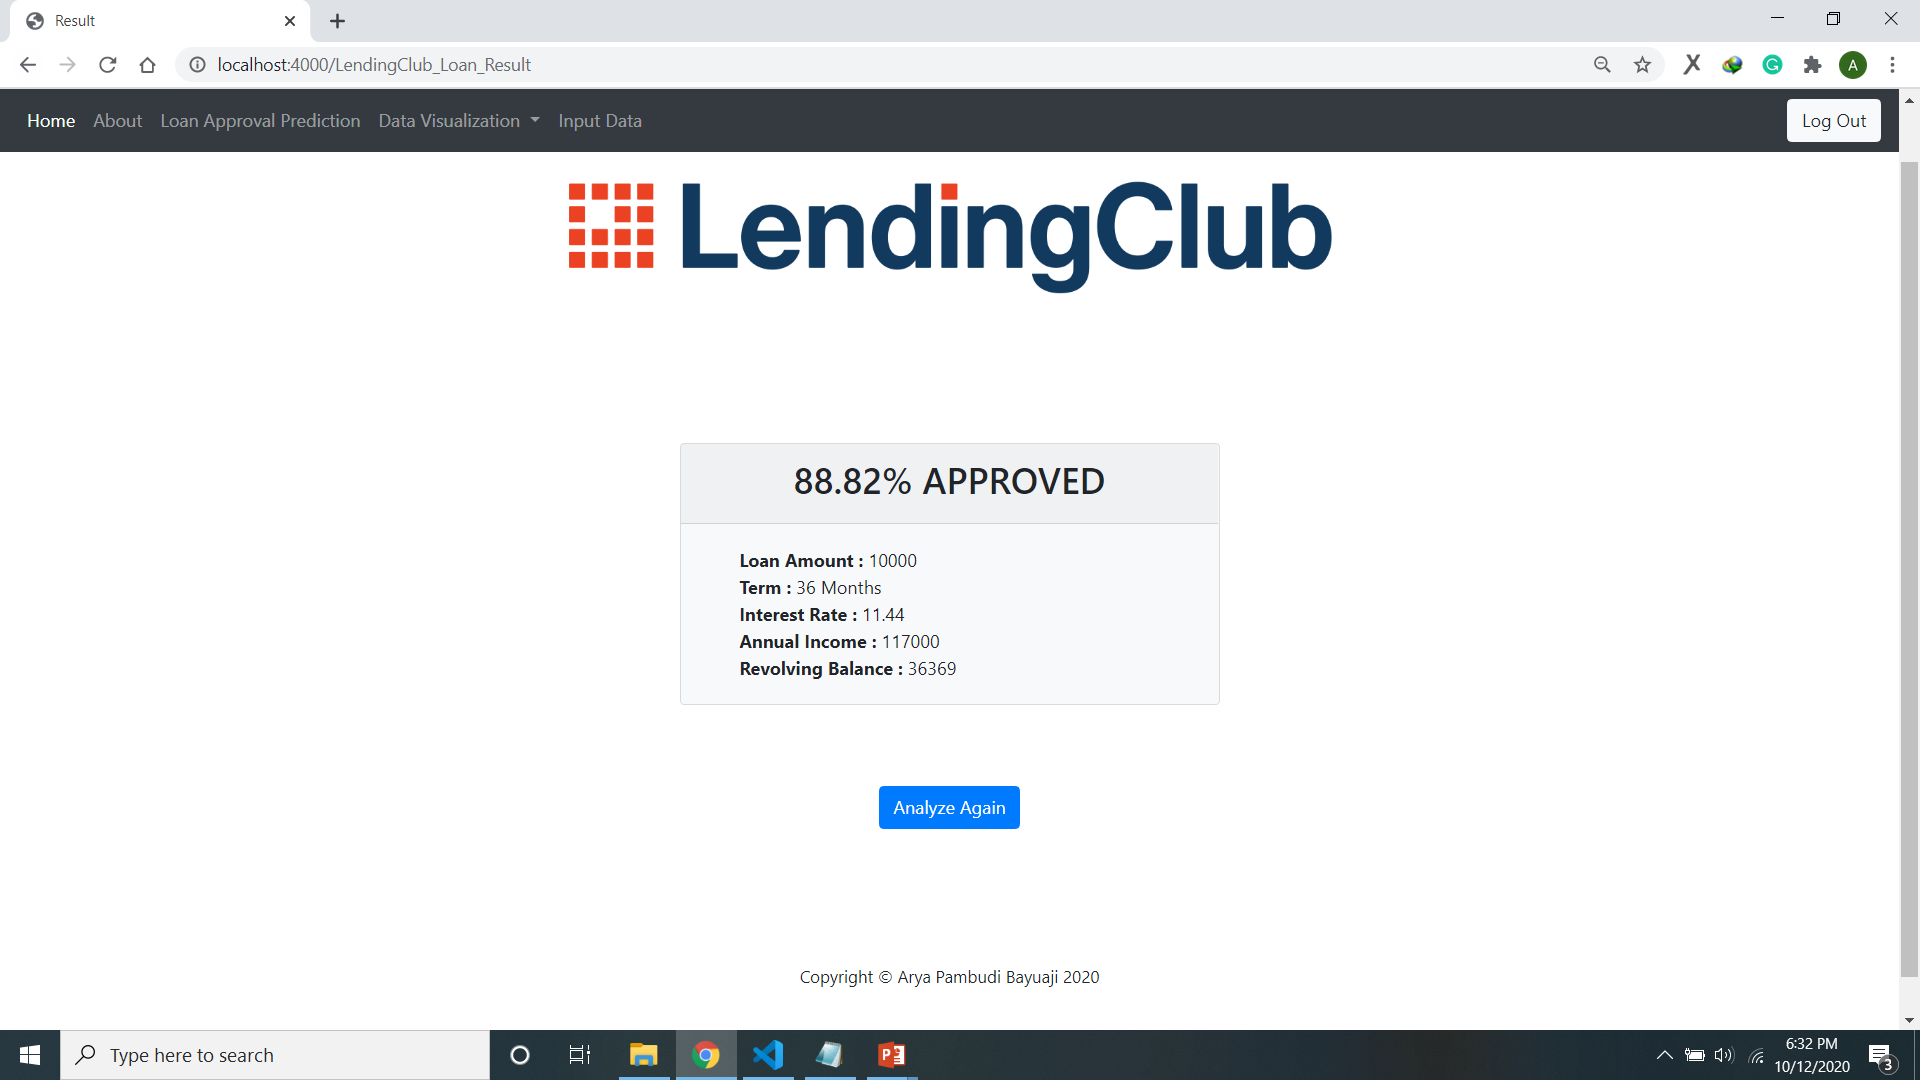 Result
localhost:4000/LendingClub_Loan_Result
A
Home About Loan Approval Prediction Data Visualization Input Data Log Out
LendingClub
88.82% APPROVED
Loan Amount : 10000
Term : 36 Months
Interest Rate : 11.44
Annual Income : 117000
Revolving Balance : 36369
Analyze Again
Copyright © Arya Pambudi Bayuaji 2020
Type here to search
6:32 PM
10/12/2020
3